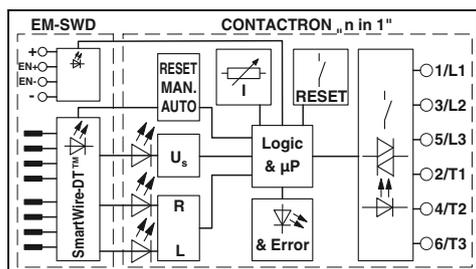 EM-SWD
CONTACTRON „n in 1"
+
EN+
EN-
-
RESET
MAN.
AUTO
I
RESET
SmartWire-DT™
Us
R
L
Logic
& µP
& Error
1/L1
3/L2
5/L3
2/T1
4/T2
6/T3